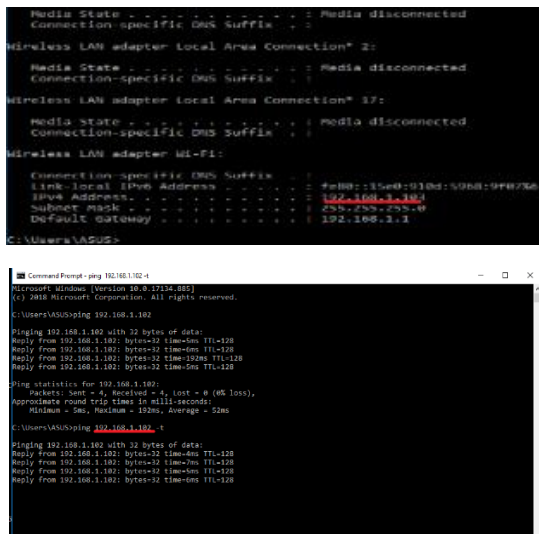 Media State . . . . . . . . . . . : Media disconnected
Connection-specific DNS Suffix  . :
Wireless LAN adapter Local Area Connection* 2:
Media State . . . . . . . . . . . : Media disconnected
Connection-specific DNS Suffix  . :
Wireless LAN adapter Local Area Connection* 17:
Media State . . . . . . . . . . . : Media disconnected
Connection-specific DNS Suffix  . :
Wireless LAN adapter Wi-Fi:
Connection-specific DNS Suffix  . :
Link-local IPv6 Address . . . . . :
IPv4 Address. . . . . . . . . . . :
Subnet Mask . . . . . . . . . . . : 255.255.255.0
Default Gateway . . . . . . . . . : 192.168.1.1
C:\Users\ASUS>
Command Prompt - ping 192.168.1.102 -t
Microsoft Windows [Version 10.0.17134.885]
(c) 2018 Microsoft Corporation. All rights reserved.
C:\Users\ASUS>ping 192.168.1.102
Pinging 192.168.1.102 with 32 bytes of data:
Reply from 192.168.1.102: bytes=32 time=5ms TTL=128
Reply from 192.168.1.102: bytes=32 time=6ms TTL=128
Reply from 192.168.1.102: bytes=32 time=192ms TTL=128
Reply from 192.168.1.102: bytes=32 time=5ms TTL=128
Ping statistics for 192.168.1.102:
Packets: Sent = 4, Received = 4, Lost = 0 (0% loss),
Approximate round trip times in milli-seconds:
Minimum = 5ms, Maximum = 192ms, Average = 52ms
C:\Users\ASUS>ping 192.168.1.102 -t
Pinging 192.168.1.102 with 32 bytes of data:
Reply from 192.168.1.102: bytes=32 time=4ms TTL=128
Reply from 192.168.1.102: bytes=32 time=7ms TTL=128
Reply from 192.168.1.102: bytes=32 time=5ms TTL=128
Reply from 192.168.1.102: bytes=32 time=6ms TTL=128